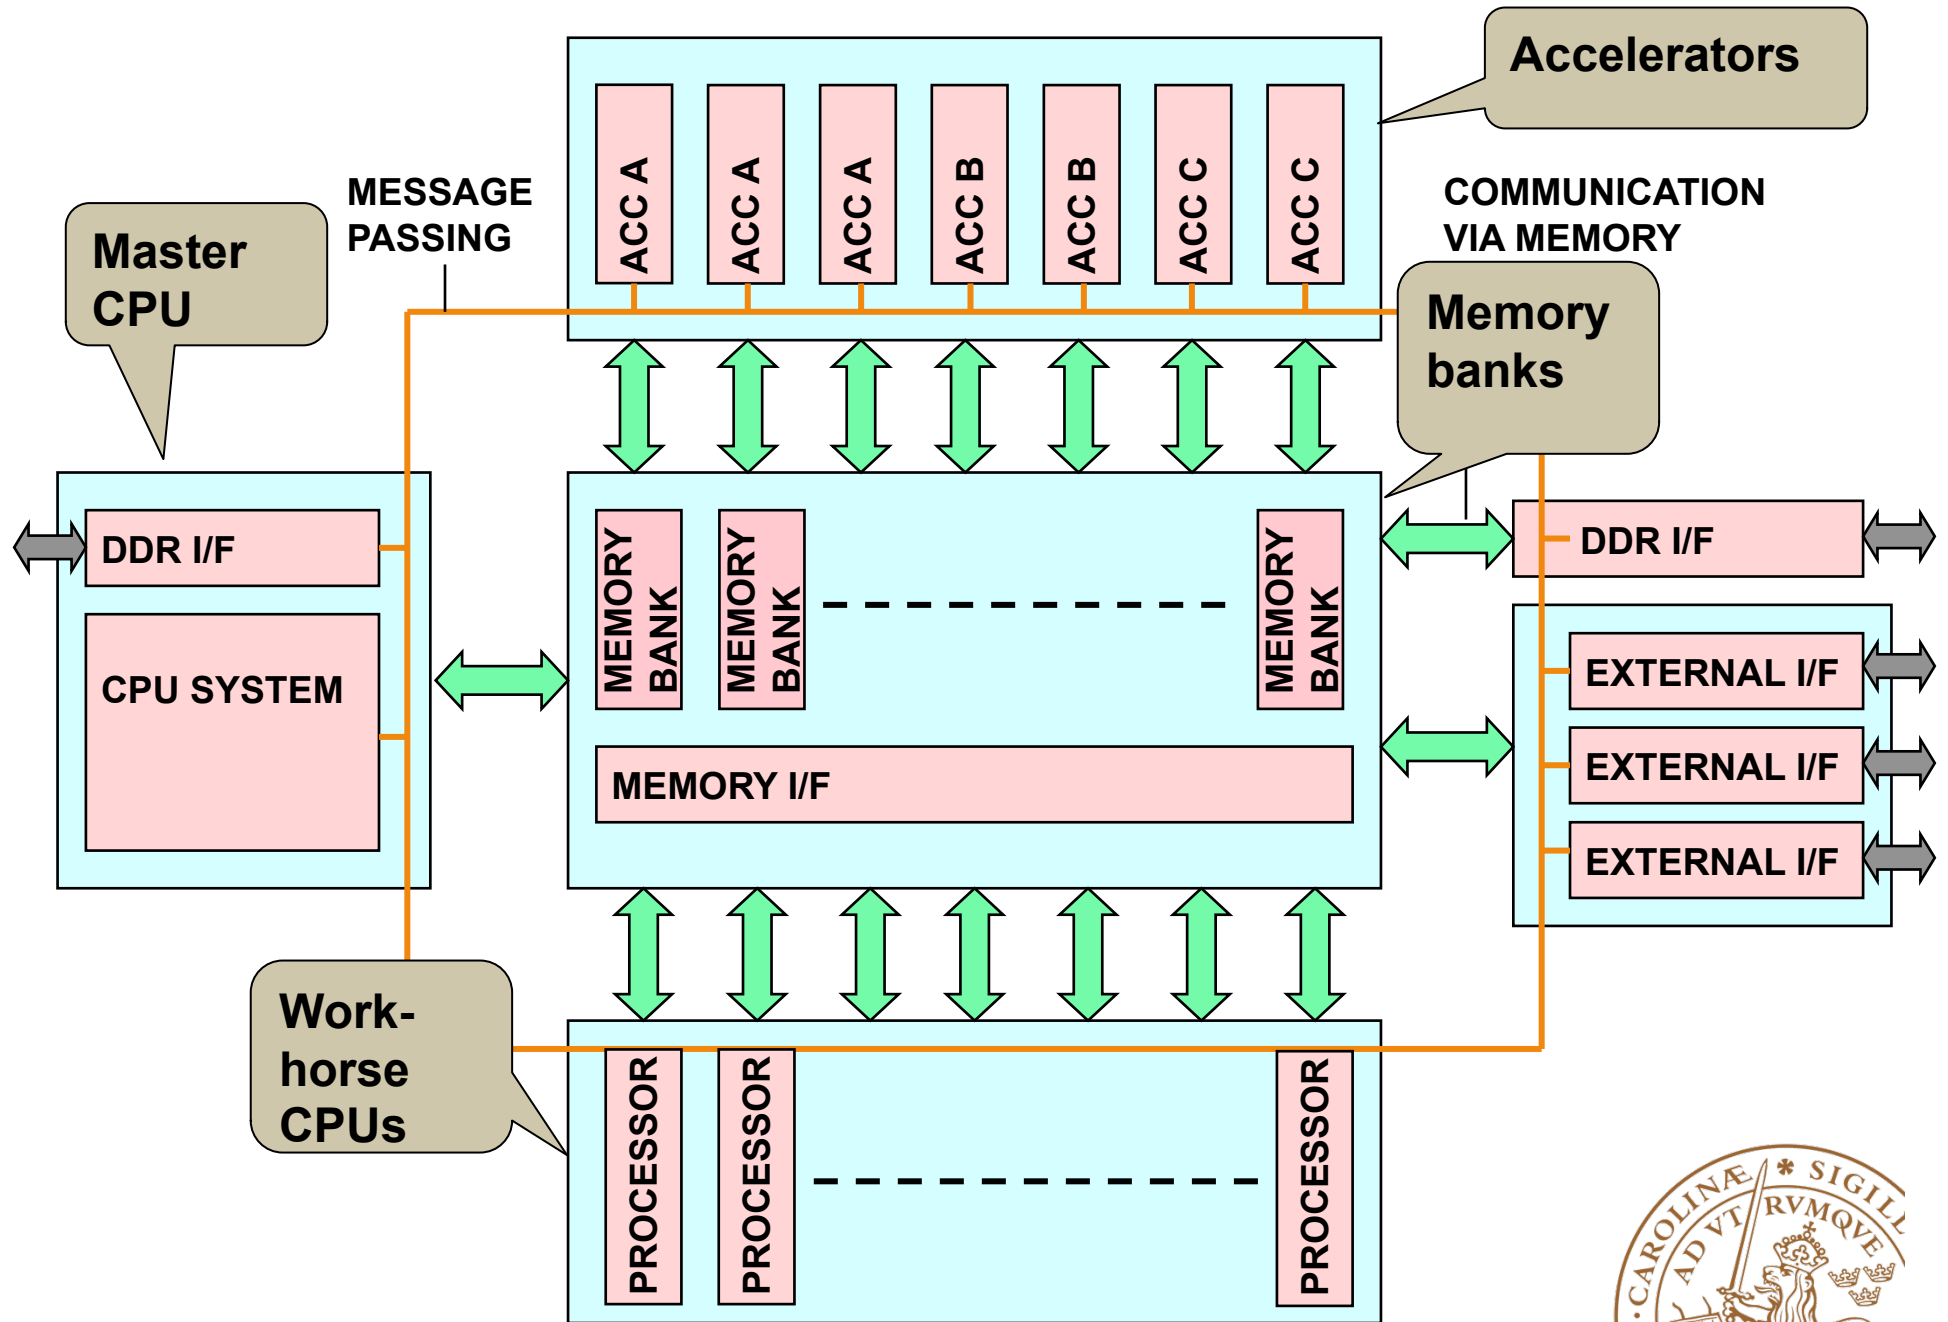 Accelerators
ACC A
ACC A
ACC A
ACC B
ACC B
ACC C
ACC C
MESSAGE
PASSING
COMMUNICATION
VIA MEMORY
Master
CPU
Memory
banks
DDR I/F
CPU SYSTEM
MEMORY
BANK
MEMORY
BANK
MEMORY
BANK
MEMORY I/F
DDR I/F
EXTERNAL I/F
EXTERNAL I/F
EXTERNAL I/F
Work-
horse
CPUs
PROCESSOR
PROCESSOR
PROCESSOR
CAROLINÆ * SIGILL
AD VT RVMQVE